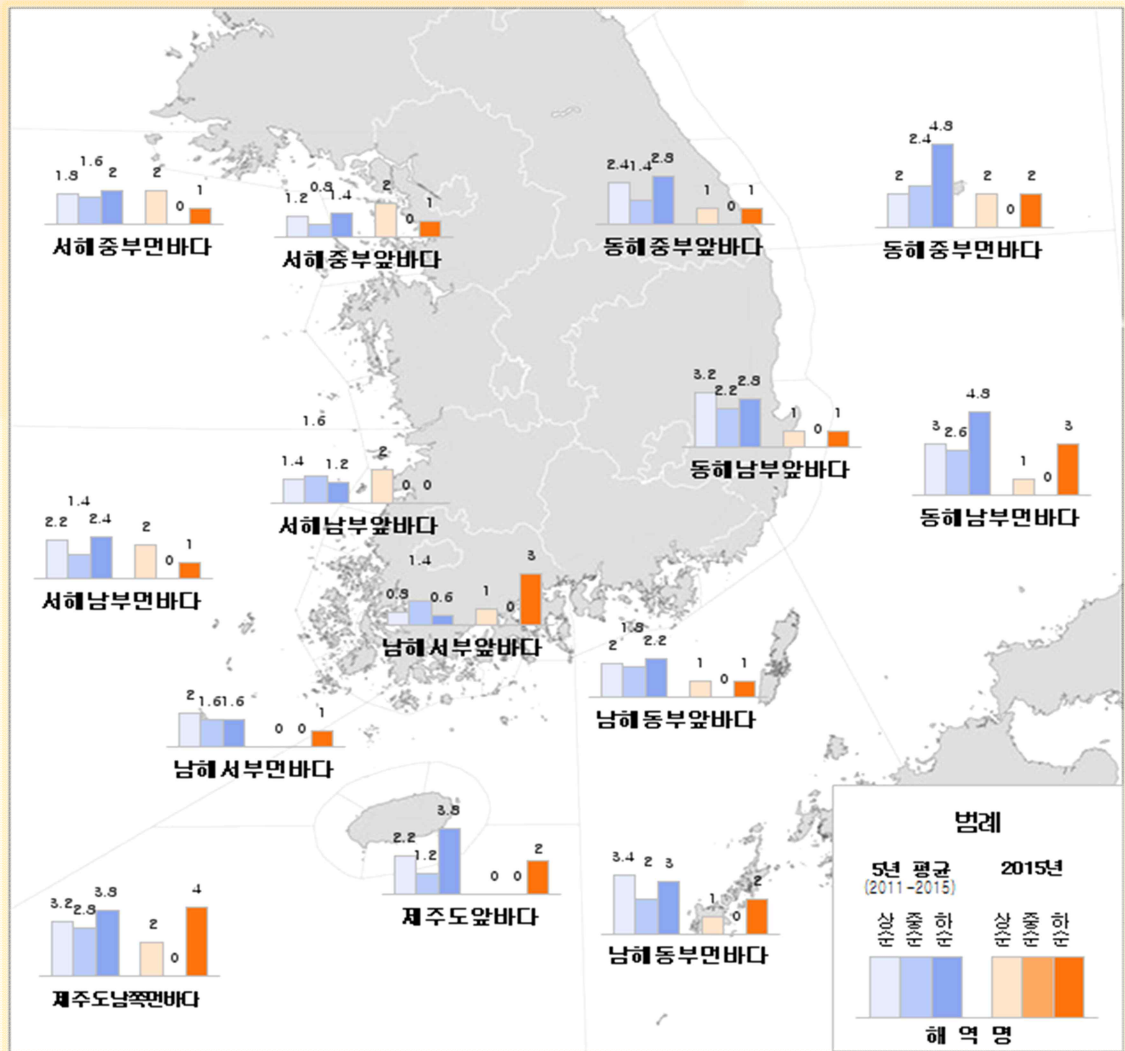 1.8 1.6 2 2 0 1
서해중부먼바다
1.2 0.8 1.4 2 0 1
서해중부앞바다
2.4 1.4 2.8 1 0 1
동해중부앞바다
2 2.4 4.8 2 0 2
동해중부먼바다
3.2 2.2 2.8 1 0 1
동해남부앞바다
3 2.6 4.8 1 0 3
동해남부먼바다
1.4 1.6 1.2 2 0 0
서해남부앞바다
2.2 1.4 2.4 2 0 1
서해남부먼바다
0.8 1.4 0.6 1 0 3
남해서부앞바다
2 1.8 2.2 1 0 1
남해동부앞바다
2 1.6 1.6 0 0 1
남해서부먼바다
2.2 1.2 3.8 0 0 2
제주도앞바다
3.4 2 3 1 0 2
남해동부먼바다
3.2 2.8 3.8 2 0 4
제주도남쪽먼바다
범례
5년 평균 2015년
(2011-2015)
상순 중순 하순 상순 중순 하순
해 역 명